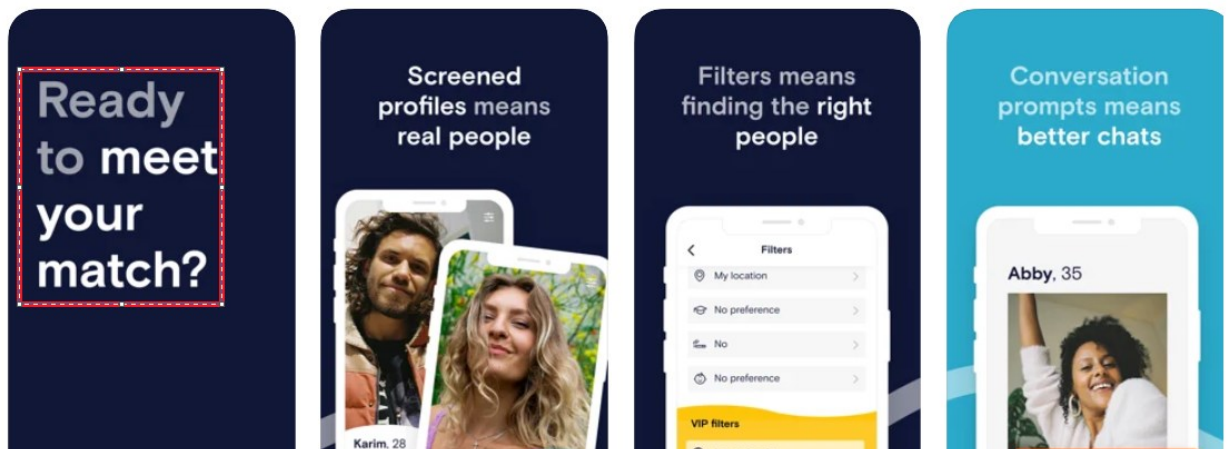 Ready
to meet
your
match?
Screened
profiles means
real people
Karim, 28
Filters means
finding the right
people
Filters
My location
No preference
No
No preference
VIP filters
Conversation
prompts means
better chats
Abby, 35